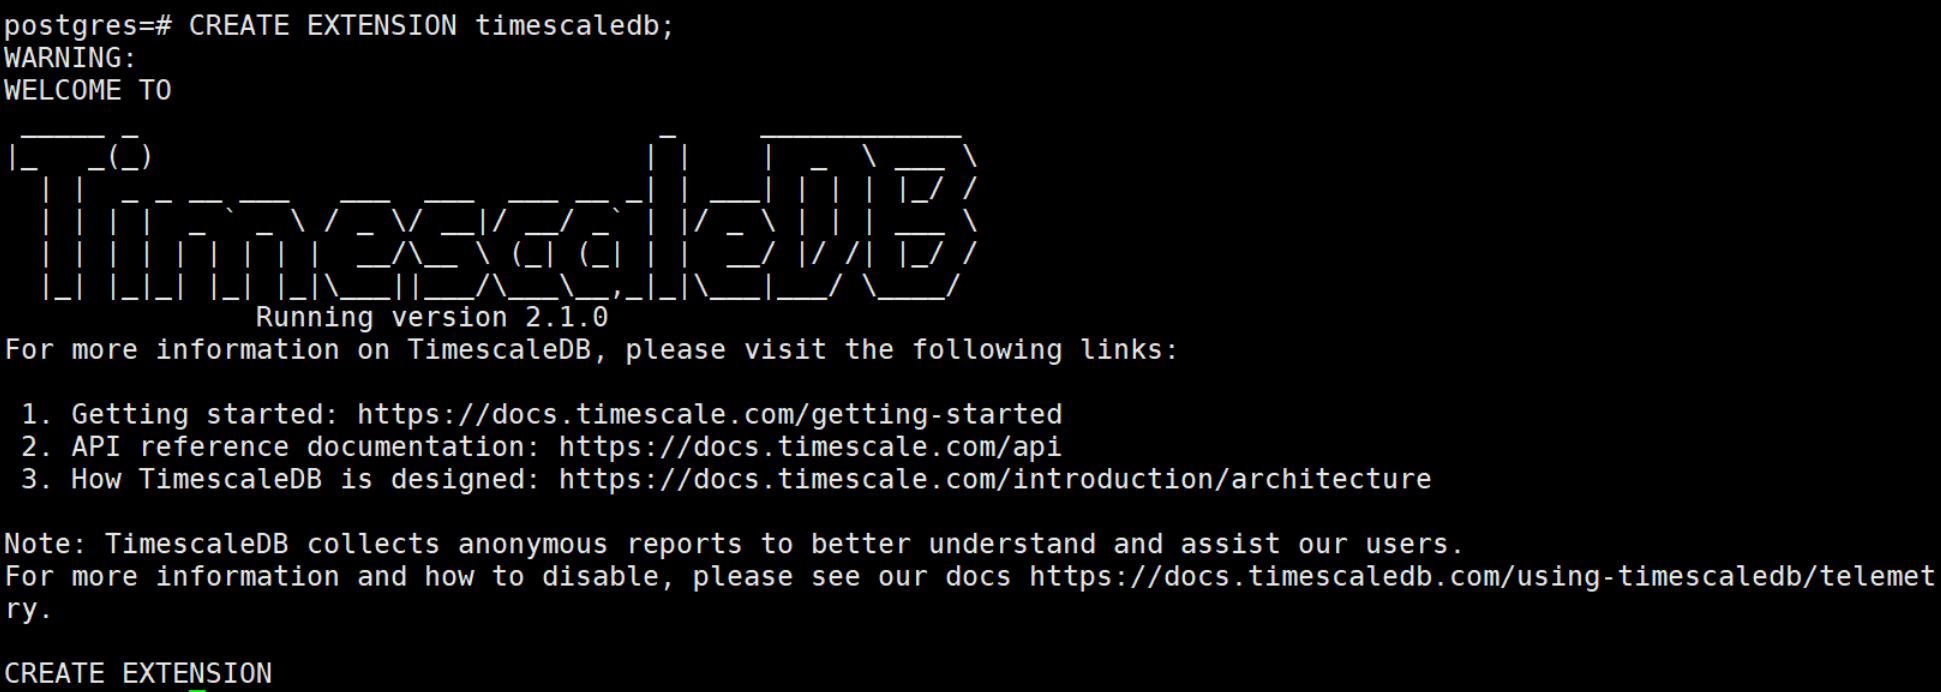 postgres=# CREATE EXTENSION timescaledb;
WARNING:
WELCOME TO
TimescaleDB
Running version 2.1.0
For more information on TimescaleDB, please visit the following links:
1. Getting started: https://docs.timescale.com/getting-started
2. API reference documentation: https://docs.timescale.com/api
3. How TimescaleDB is designed: https://docs.timescale.com/introduction/architecture
Note: TimescaleDB collects anonymous reports to better understand and assist our users.
For more information and how to disable, please see our docs https://docs.timescaledb.com/using-timescaledb/telemet
ry.
CREATE EXTENSION